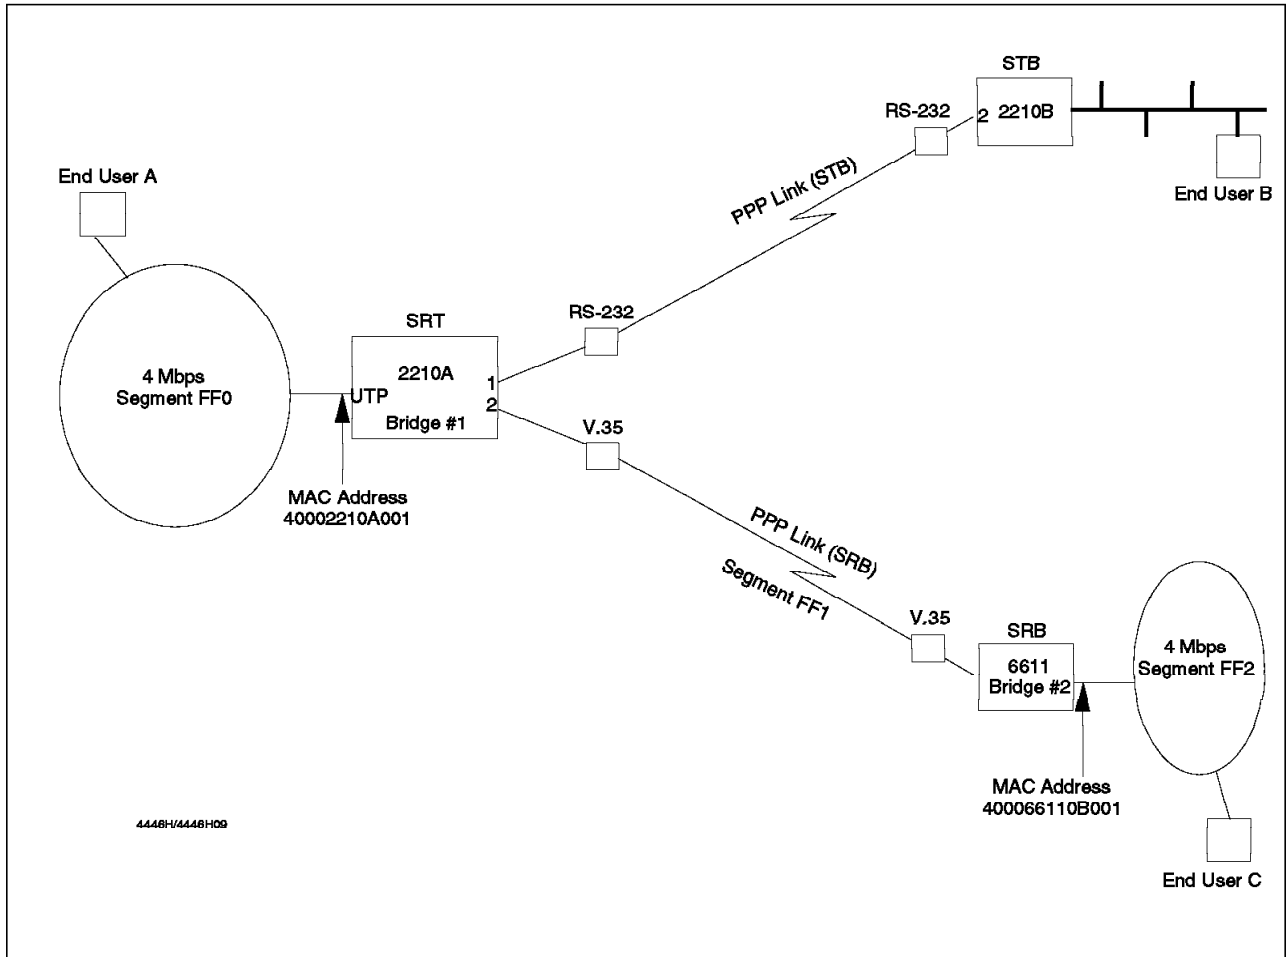 STB
RS-232
2
2210B
End User A
PPP Link (STB)
End User B
RS-232
SRT
4 Mbps
Segment FF0
2210A
UTP
1
2
Bridge #1
V.35
MAC Address
40002210A001
PPP Link (SRB)
Segment FF1
V.35
SRB
6611
Bridge #2
4 Mbps
Segment FF2
MAC Address
400066110B001
4446H/4446H09
End User C